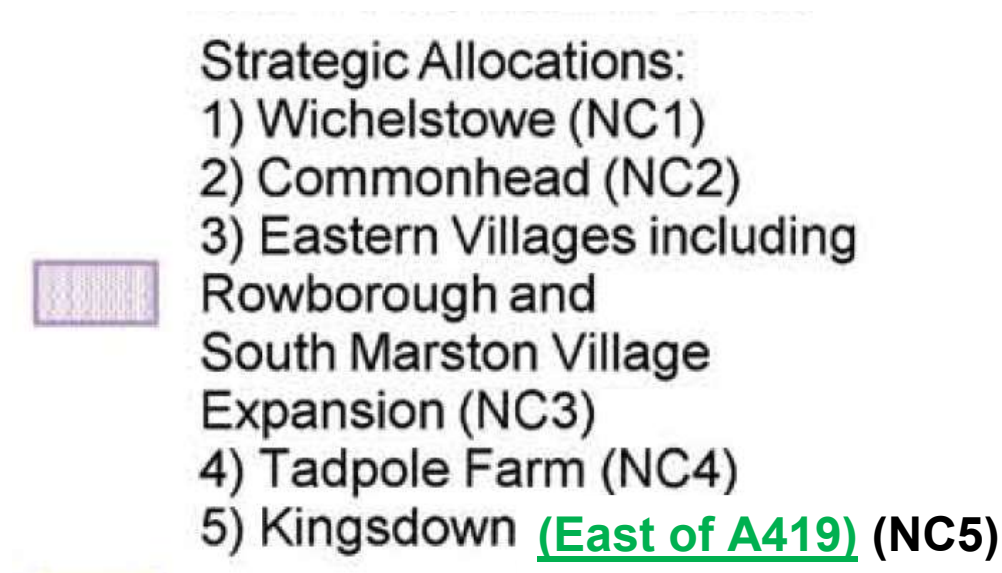 Strategic Allocations:
1) Wichelstowe (NC1)
2) Commonhead (NC2)
3) Eastern Villages including
Rowborough and
South Marston Village
Expansion (NC3)
4) Tadpole Farm (NC4)
5) Kingsdown (East of A419) (NC5)